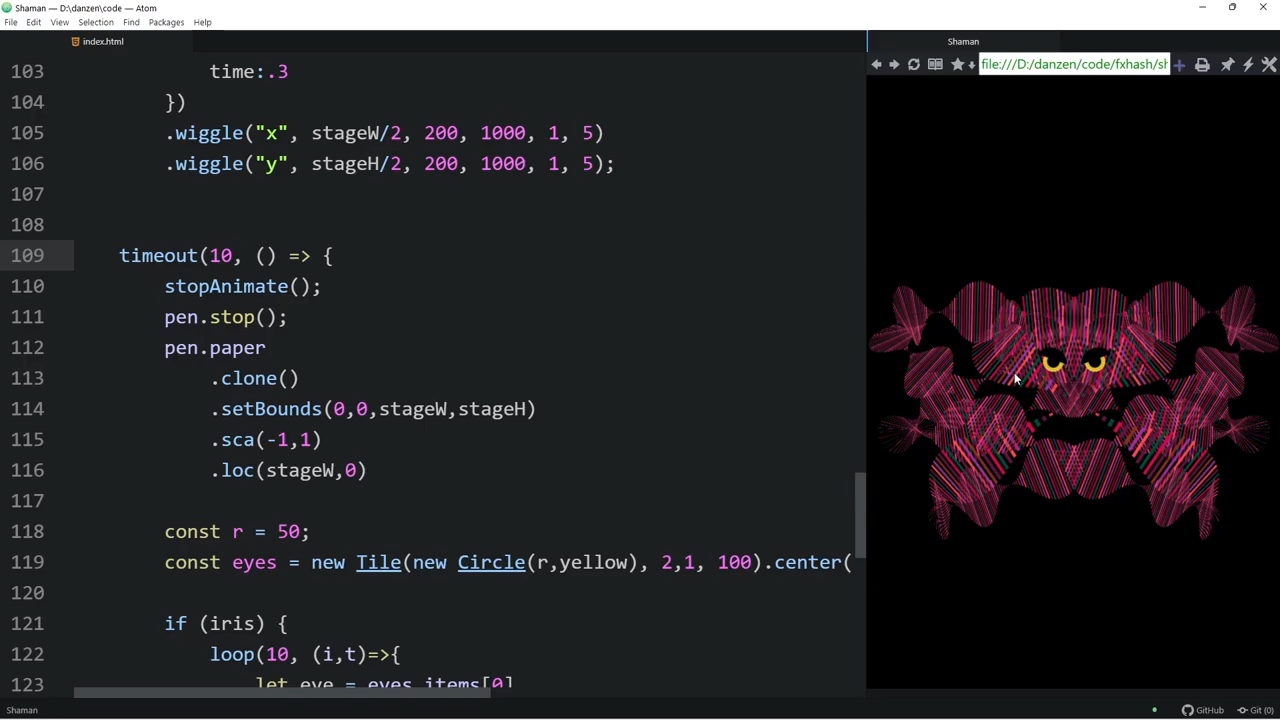 Shaman — D:\danzen\code — Atom
File Edit View Selection Find Packages Help
index.html
Shaman
file:///D:/danzen/code/fxhash/sh
103 time:.3
104 })
105 .wiggle("x", stageW/2, 200, 1000, 1, 5)
106 .wiggle("y", stageH/2, 200, 1000, 1, 5);
107
108
109 timeout(10, () => {
110 stopAnimate();
111 pen.stop();
112 pen.paper
113 .clone()
114 .setBounds(0,0,stageW,stageH)
115 .sca(-1,1)
116 .loc(stageW,0)
117
118 const r = 50;
119 const eyes = new Tile(new Circle(r,yellow), 2,1, 100).center(
120
121 if (iris) {
122 loop(10, (i,t)=>{
123 let eye = eyes.items[0]
Shaman
GitHub
Git (0)